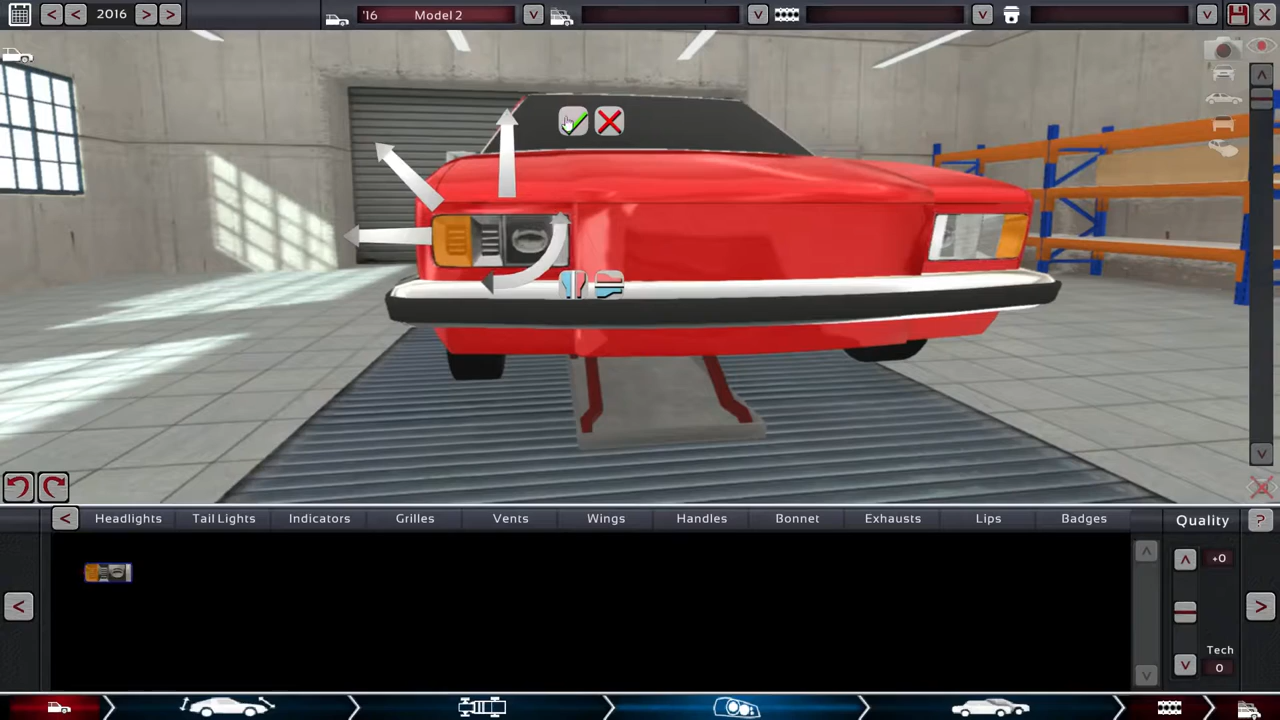 2016
'16 Model 2
Headlights Tail Lights Indicators Grilles Vents Wings Handles Bonnet Exhausts Lips Badges Quality ?
+0
Tech
0